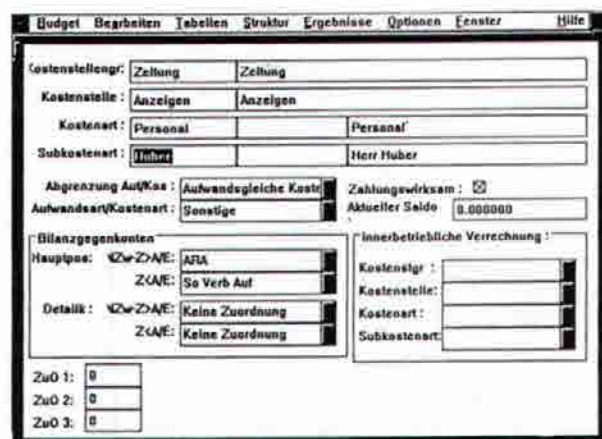 Budget Bearbeiten Tabellen Struktur Ergebnisse Optionen Fenster Hilfe
Kostenstellengr: Zeitung Zeitung
Kostenstelle : Anzeigen Anzeigen
Kostenart : Personal Personal
Subkostenart : Huber Herr Huber
Abgrenzung Auf/Kos : Aufwandsgleiche Koste Zahlungswirksam :
Aufwandsart/Kostenart : Sonstige Aktueller Saldo : 0.000000
Bilanzgegenkonten Innerbetriebliche Verrechnung :
Hauptpos: Z>A/E: ARA
Z<A/E: So Verb Auf
Kostenstgr :
Kostenstelle:
Detailk : Z>A/E: Keine Zuordnung
Z<A/E: Keine Zuordnung
Kostenart :
Subkostenart:
ZuO 1: 0
ZuO 2: 0
ZuO 3: 0